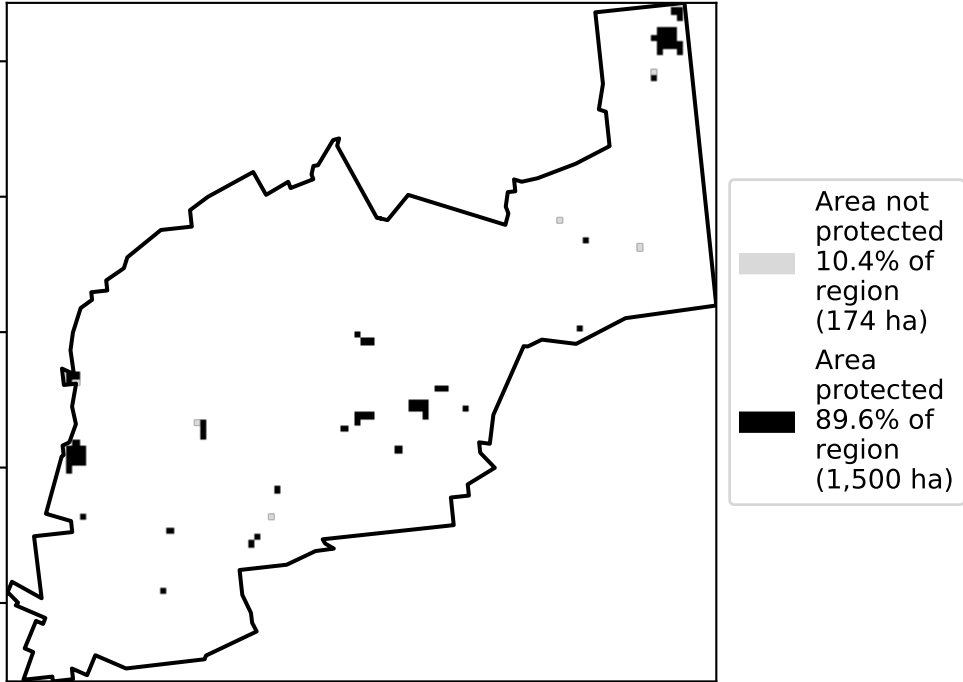 Area not
protected
10.4% of
region
(174 ha)
Area
protected
89.6% of
region
(1,500 ha)